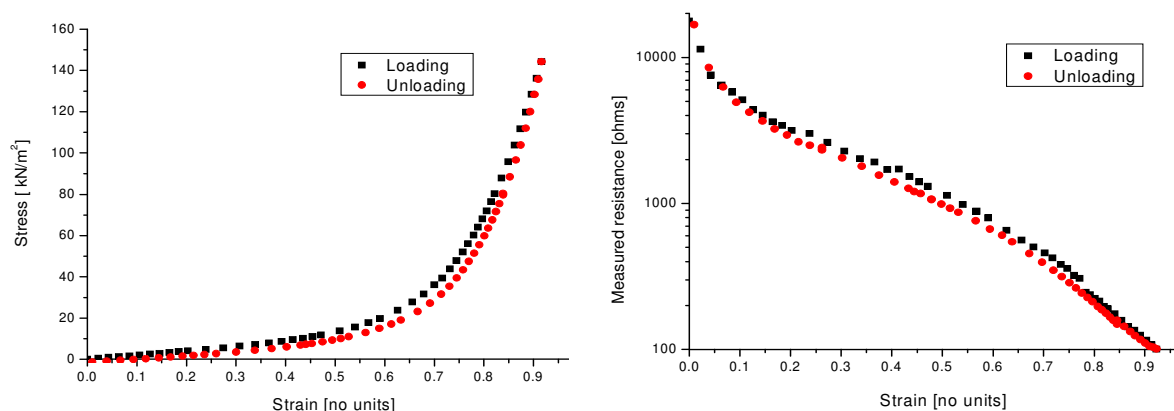 160
140
120
100
80
60
40
20
0
Stress [ kN/m²]
Loading
Unloading
0.0 0.1 0.2 0.3 0.4 0.5 0.6 0.7 0.8 0.9
Strain [no units]
10000
1000
100
Measured resistance [ohms]
Loading
Unloading
0.0 0.1 0.2 0.3 0.4 0.5 0.6 0.7 0.8 0.9
Strain [no units]